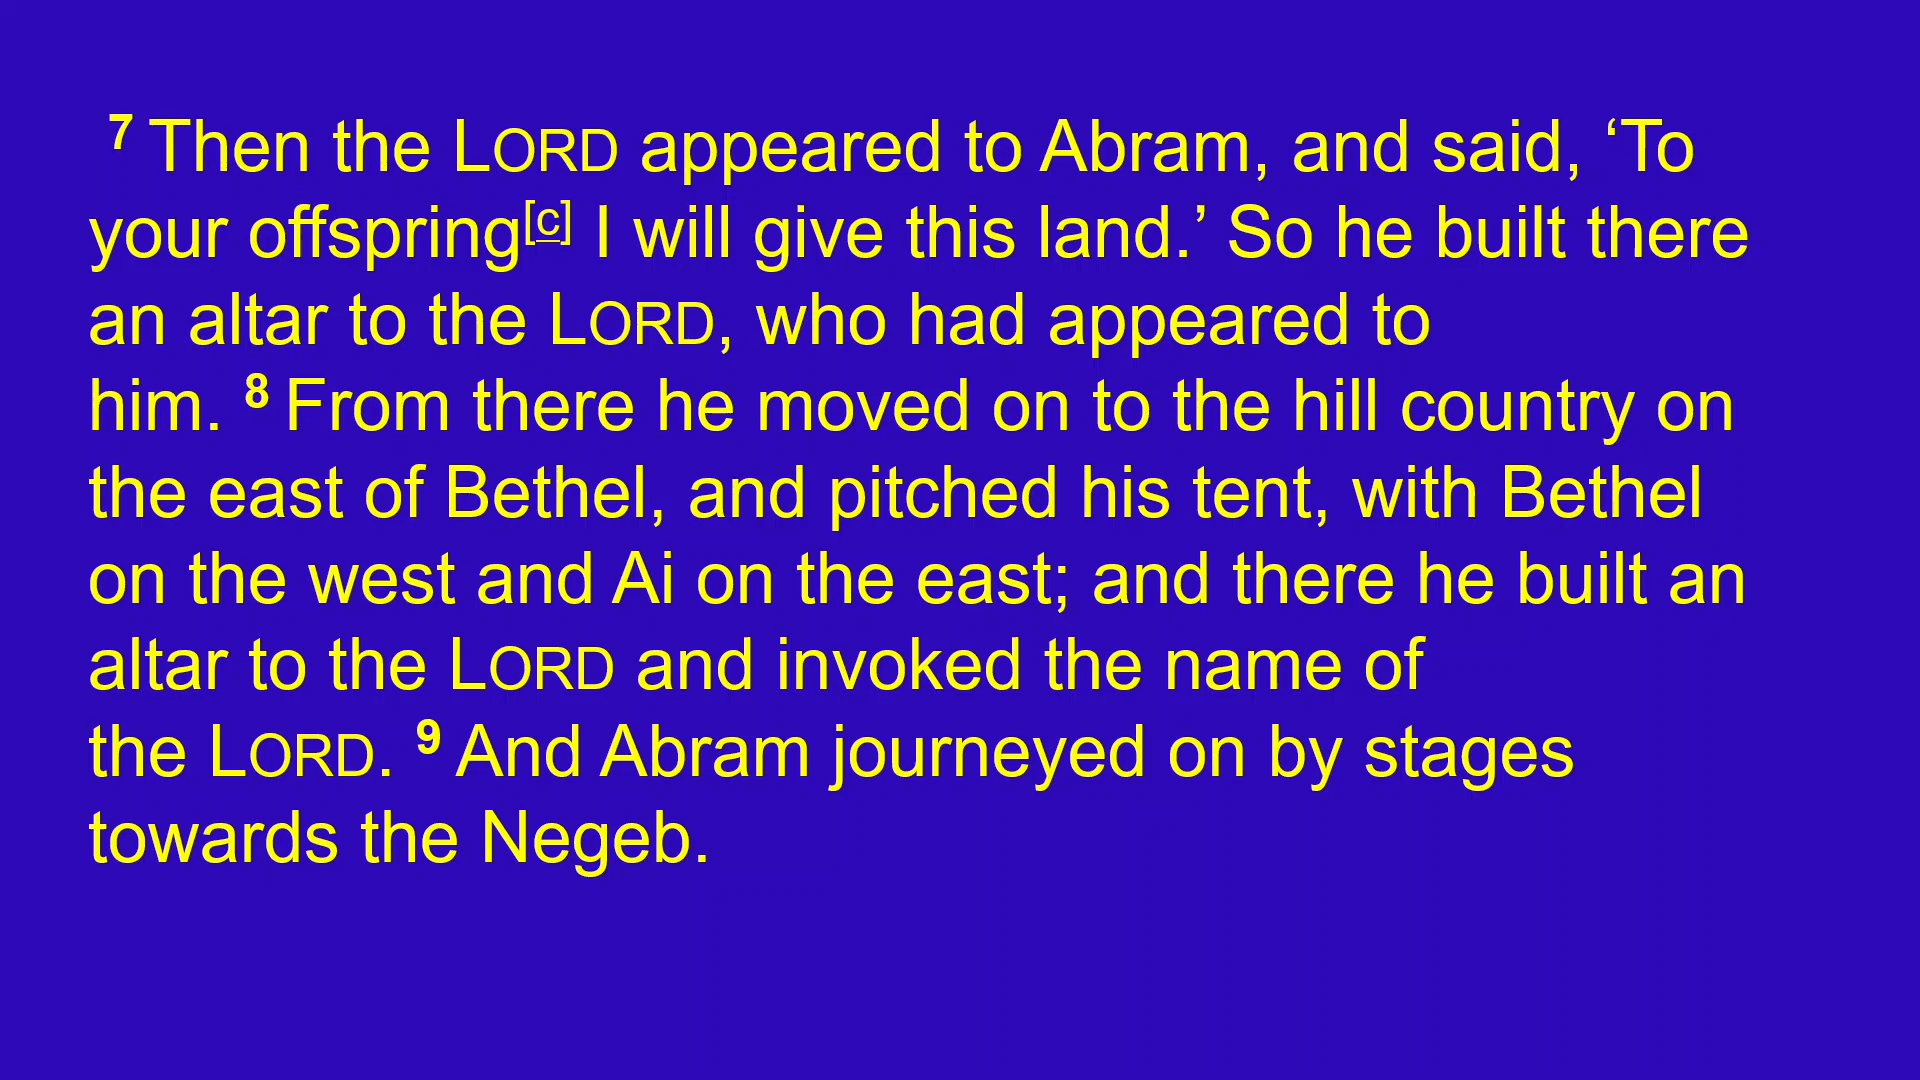 7 Then the LORD appeared to Abram, and said, ‘To
your offspring[c] I will give this land.’ So he built there
an altar to the LORD, who had appeared to
him. 8 From there he moved on to the hill country on
the east of Bethel, and pitched his tent, with Bethel
on the west and Ai on the east; and there he built an
altar to the LORD and invoked the name of
the LORD. 9 And Abram journeyed on by stages
towards the Negeb.